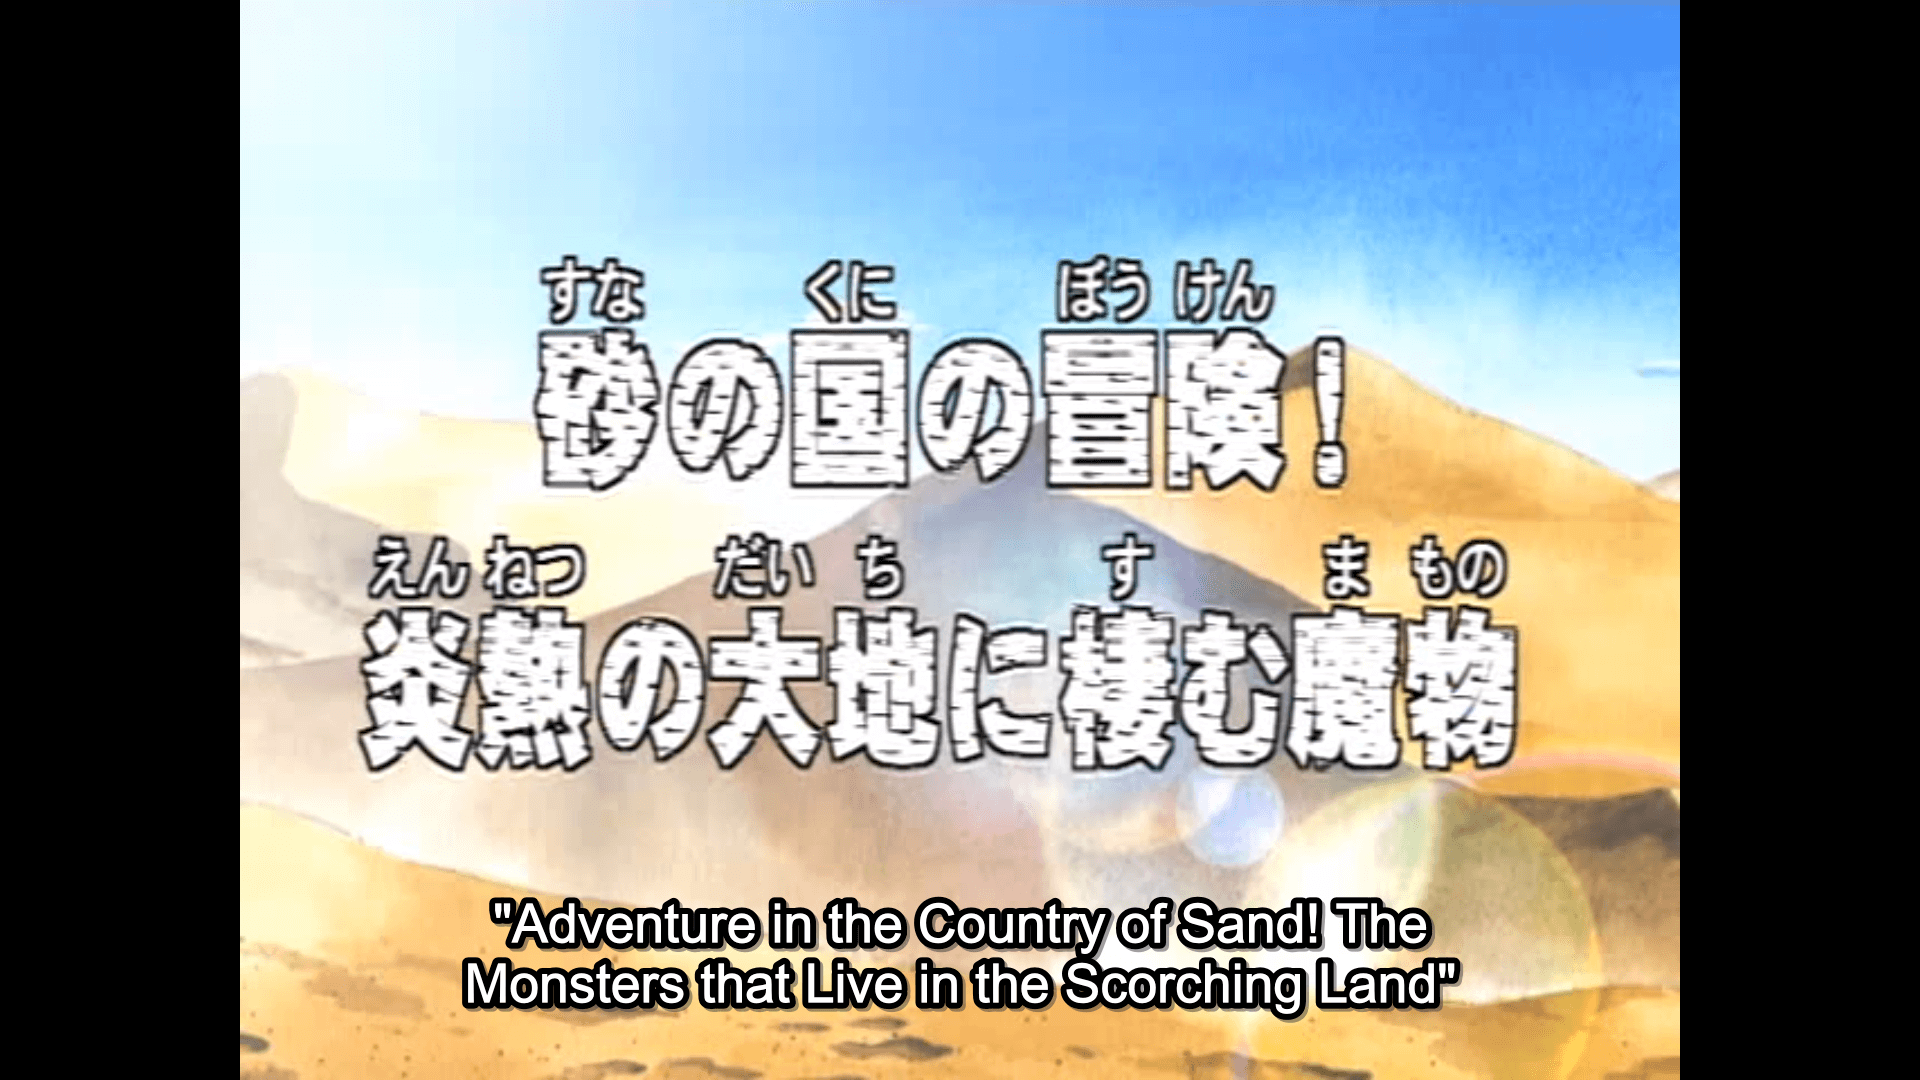 すな くに ぼうけん
砂の国の冒険!
えんねつ だいち す まもの
炎熱の大地に棲む魔物
"Adventure in the Country of Sand! The
Monsters that Live in the Scorching Land"